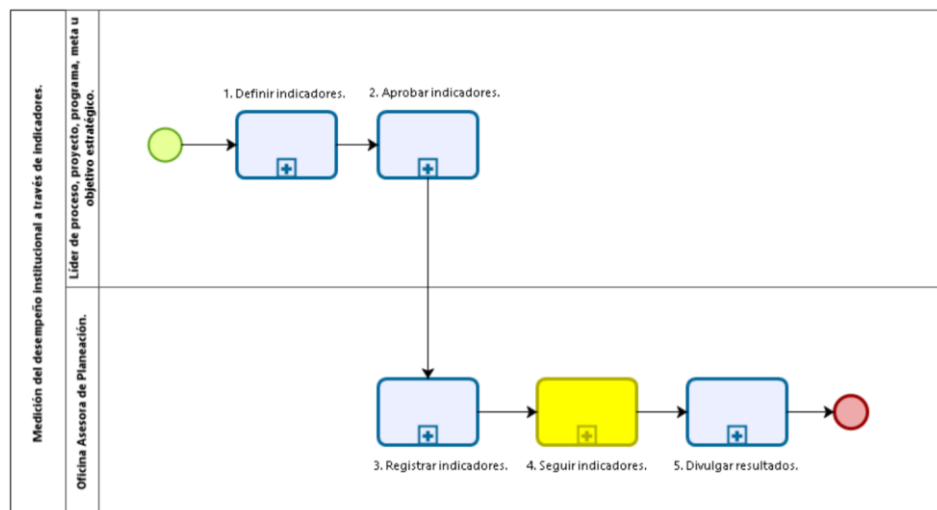 Medición del desempeño institucional a través de indicadores.
Líder de proceso, proyecto, programa, meta u
objetivo estratégico.
1. Definir indicadores.
2. Aprobar indicadores.
Oficina Asesora de Planeación.
3. Registrar indicadores.
4. Seguir indicadores.
5. Divulgar resultados.